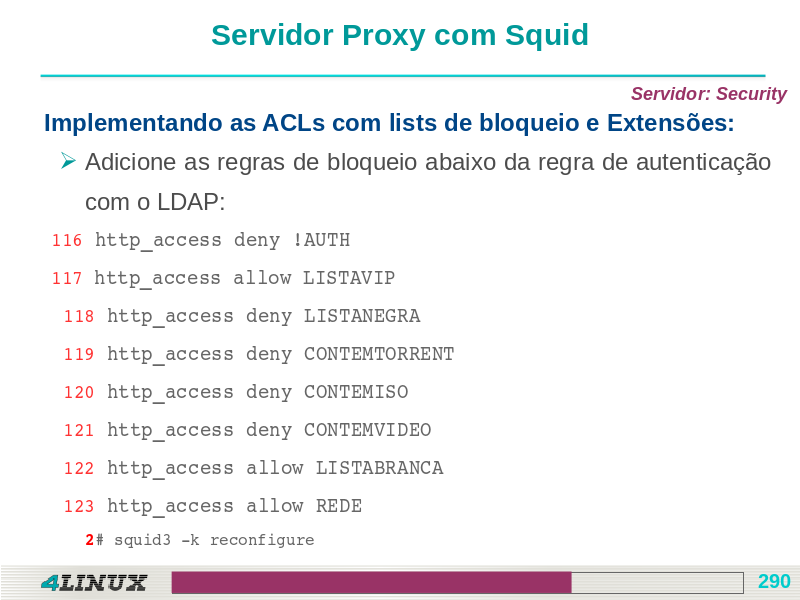 Servidor Proxy com Squid
Servidor: Security
Implementando as ACLs com lists de bloqueio e Extensões:
Adicione as regras de bloqueio abaixo da regra de autenticação
com o LDAP:
116 http_access deny !AUTH
117 http_access allow LISTAVIP
118 http_access deny LISTANEGRA
119 http_access deny CONTEMTORRENT
120 http_access deny CONTEMISO
121 http_access deny CONTEMVIDEO
122 http_access allow LISTABRANCA
123 http_access allow REDE
2# squid3 -k reconfigure
4LINUX
290